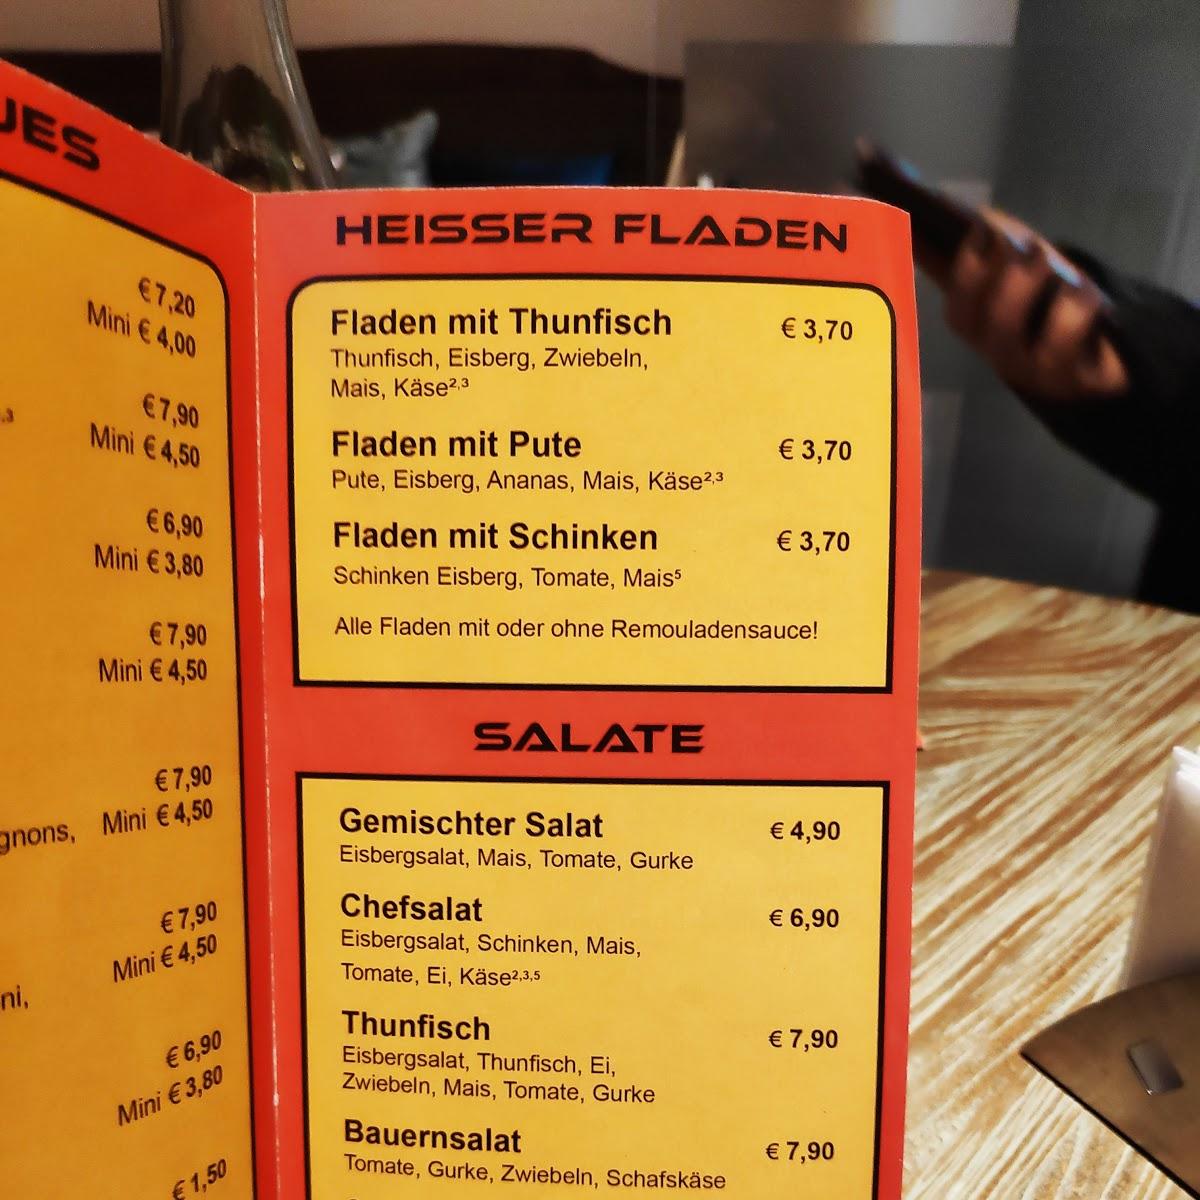 UES
€ 7,20
Mini € 4,00
,3
€ 7,90
Mini € 4,50
€ 6,90
Mini € 3,80
€ 7,90
Mini € 4,50
€ 7,90
gnons, Mini € 4,50
€ 7,90
Mini € 4,50
ni,
€ 6,90
Mini € 3,80
€ 1,50
HEISSER FLADEN
Fladen mit Thunfisch € 3,70
Thunfisch, Eisberg, Zwiebeln,
Mais, Käse²,³
Fladen mit Pute € 3,70
Pute, Eisberg, Ananas, Mais, Käse²,³
Fladen mit Schinken € 3,70
Schinken Eisberg, Tomate, Mais⁵
Alle Fladen mit oder ohne Remouladensauce!
SALATE
Gemischter Salat € 4,90
Eisbergsalat, Mais, Tomate, Gurke
Chefsalat € 6,90
Eisbergsalat, Schinken, Mais,
Tomate, Ei, Käse²,³,⁵
Thunfisch € 7,90
Eisbergsalat, Thunfisch, Ei,
Zwiebeln, Mais, Tomate, Gurke
Bauernsalat € 7,90
Tomate, Gurke, Zwiebeln, Schafskäse